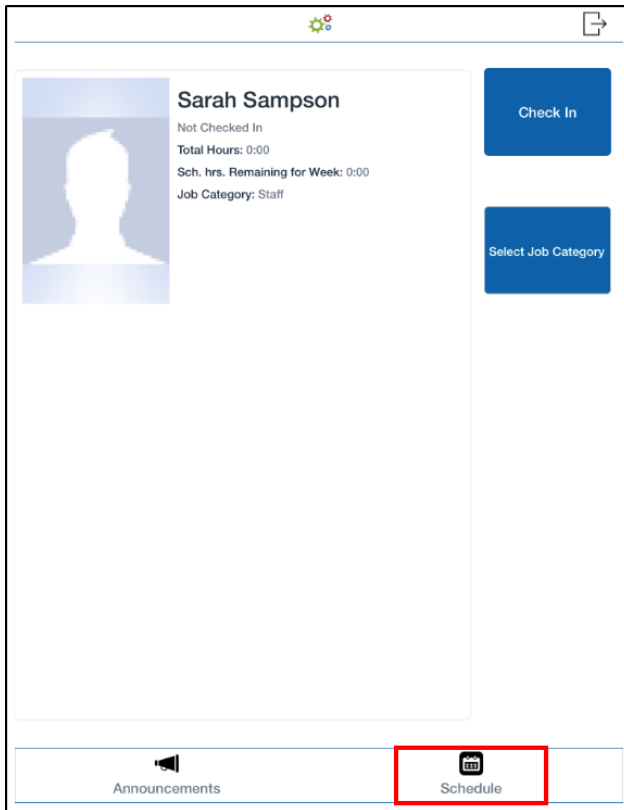 Sarah Sampson
Not Checked In
Total Hours: 0:00
Sch. hrs. Remaining for Week: 0:00
Job Category: Staff
Check In
Select Job Category
Announcements
Schedule